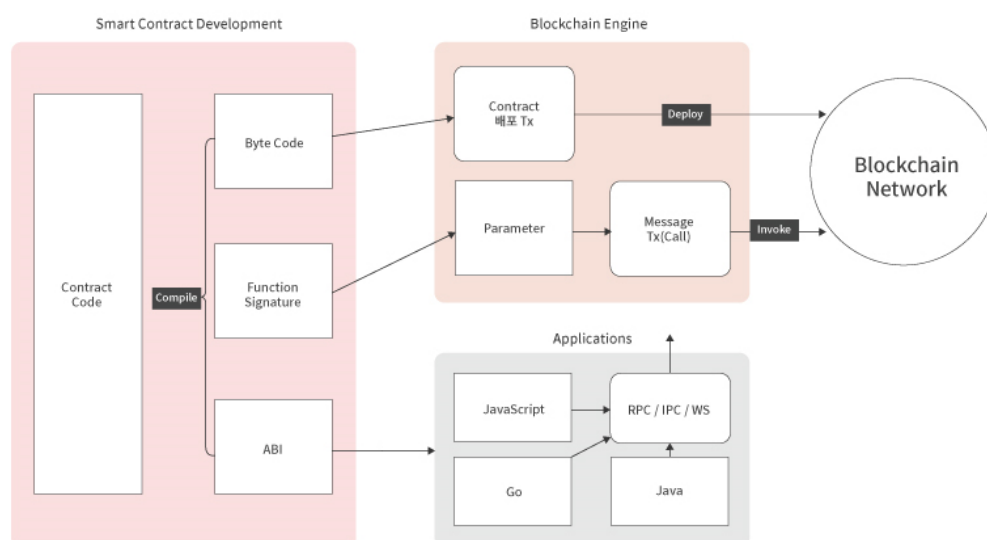 Smart Contract Development
Blockchain Engine
Contract
Code
Compile
Byte Code
Function
Signature
ABI
Contract
배포 Tx
Deploy
Parameter
Message
Tx(Call)
Invoke
Blockchain
Network
Applications
JavaScript
RPC / IPC / WS
Go
Java